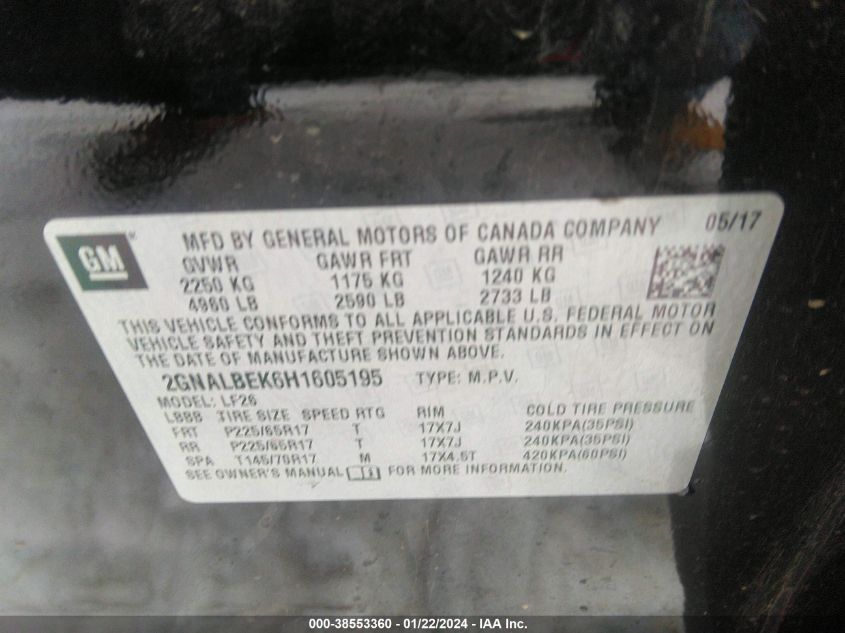 GM
MFD BY GENERAL MOTORS OF CANADA COMPANY 05/17
GVWR GAWR FRT GAWR RR
2250 KG 1175 KG 1240 KG
4960 LB 2590 LB 2733 LB
THIS VEHICLE CONFORMS TO ALL APPLICABLE U.S. FEDERAL MOTOR
VEHICLE SAFETY AND THEFT PREVENTION STANDARDS IN EFFECT ON
THE DATE OF MANUFACTURE SHOWN ABOVE.
2GNALBEK6H1605195 TYPE: M.P.V.
MODEL: LF26
L888 TIRE SIZE SPEED RTG RIM COLD TIRE PRESSURE
FRT P225/65R17 T 17X7J 240KPA(35PSI)
RR P225/65R17 T 17X7J 240KPA(35PSI)
SPA T145/70R17 M 17X4.5T 420KPA(60PSI)
SEE OWNER'S MANUAL FOR MORE INFORMATION.
000-38553360 - 01/22/2024 - IAA Inc.